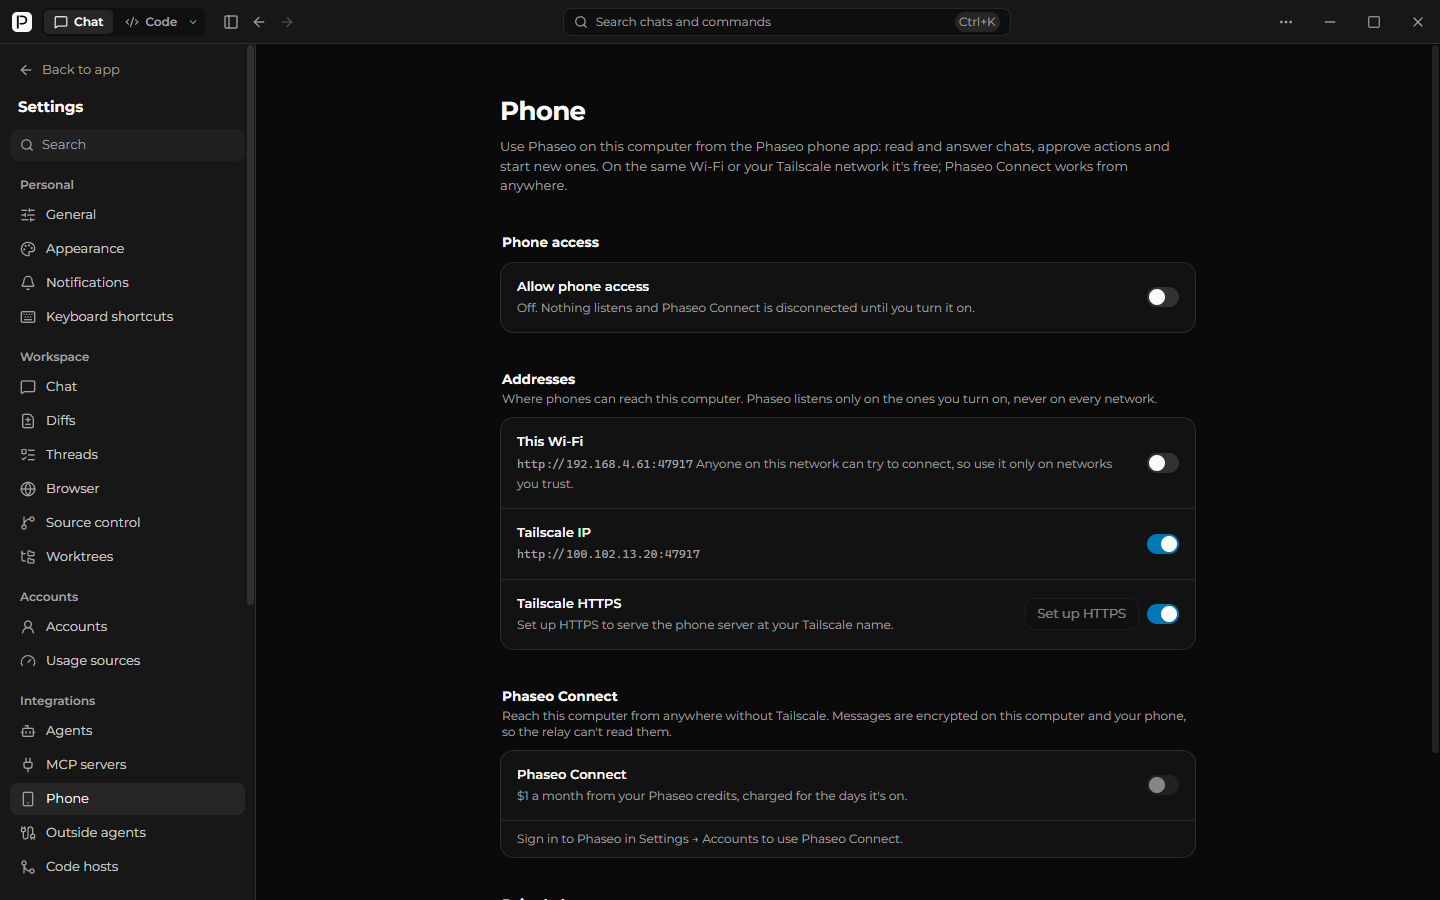 P
Chat
Code
Search chats and commands
Ctrl+K
Back to app
Settings
Search
Personal
General
Appearance
Notifications
Keyboard shortcuts
Workspace
Chat
Diffs
Threads
Browser
Source control
Worktrees
Accounts
Accounts
Usage sources
Integrations
Agents
MCP servers
Phone
Outside agents
Code hosts
Phone
Use Phaseo on this computer from the Phaseo phone app: read and answer chats, approve actions and
start new ones. On the same Wi-Fi or your Tailscale network it's free; Phaseo Connect works from
anywhere.
Phone access
Allow phone access
Off. Nothing listens and Phaseo Connect is disconnected until you turn it on.
Addresses
Where phones can reach this computer. Phaseo listens only on the ones you turn on, never on every network.
This Wi-Fi
http://192.168.4.61:47917 Anyone on this network can try to connect, so use it only on networks
you trust.
Tailscale IP
http://100.102.13.20:47917
Tailscale HTTPS
Set up HTTPS to serve the phone server at your Tailscale name.
Set up HTTPS
Phaseo Connect
Reach this computer from anywhere without Tailscale. Messages are encrypted on this computer and your phone,
so the relay can't read them.
Phaseo Connect
$1 a month from your Phaseo credits, charged for the days it's on.
Sign in to Phaseo in Settings → Accounts to use Phaseo Connect.